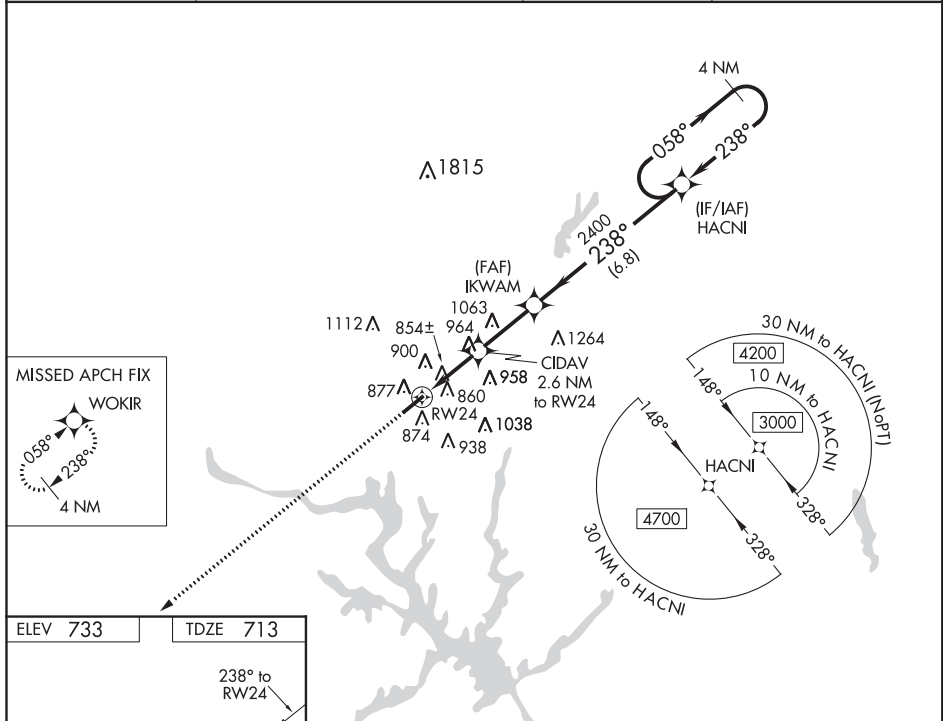 4 NM
058°
238°
1815
(IF/IAF)
HACNI
2400
238°
(6.8)
(FAF)
IKWAM
1063
1112
854±
964
1264
900
CIDAV
2.6 NM
to RW24
958
877
860
RW24
874
1038
938
MISSED APCH FIX
WOKIR
058°
238°
4 NM
30 NM to HACNI (NoPT)
4200
148°
10 NM to HACNI
3000
148°
HACNI
328°
4700
328°
30 NM to HACNI
ELEV 733
TDZE 713
238° to
RW24